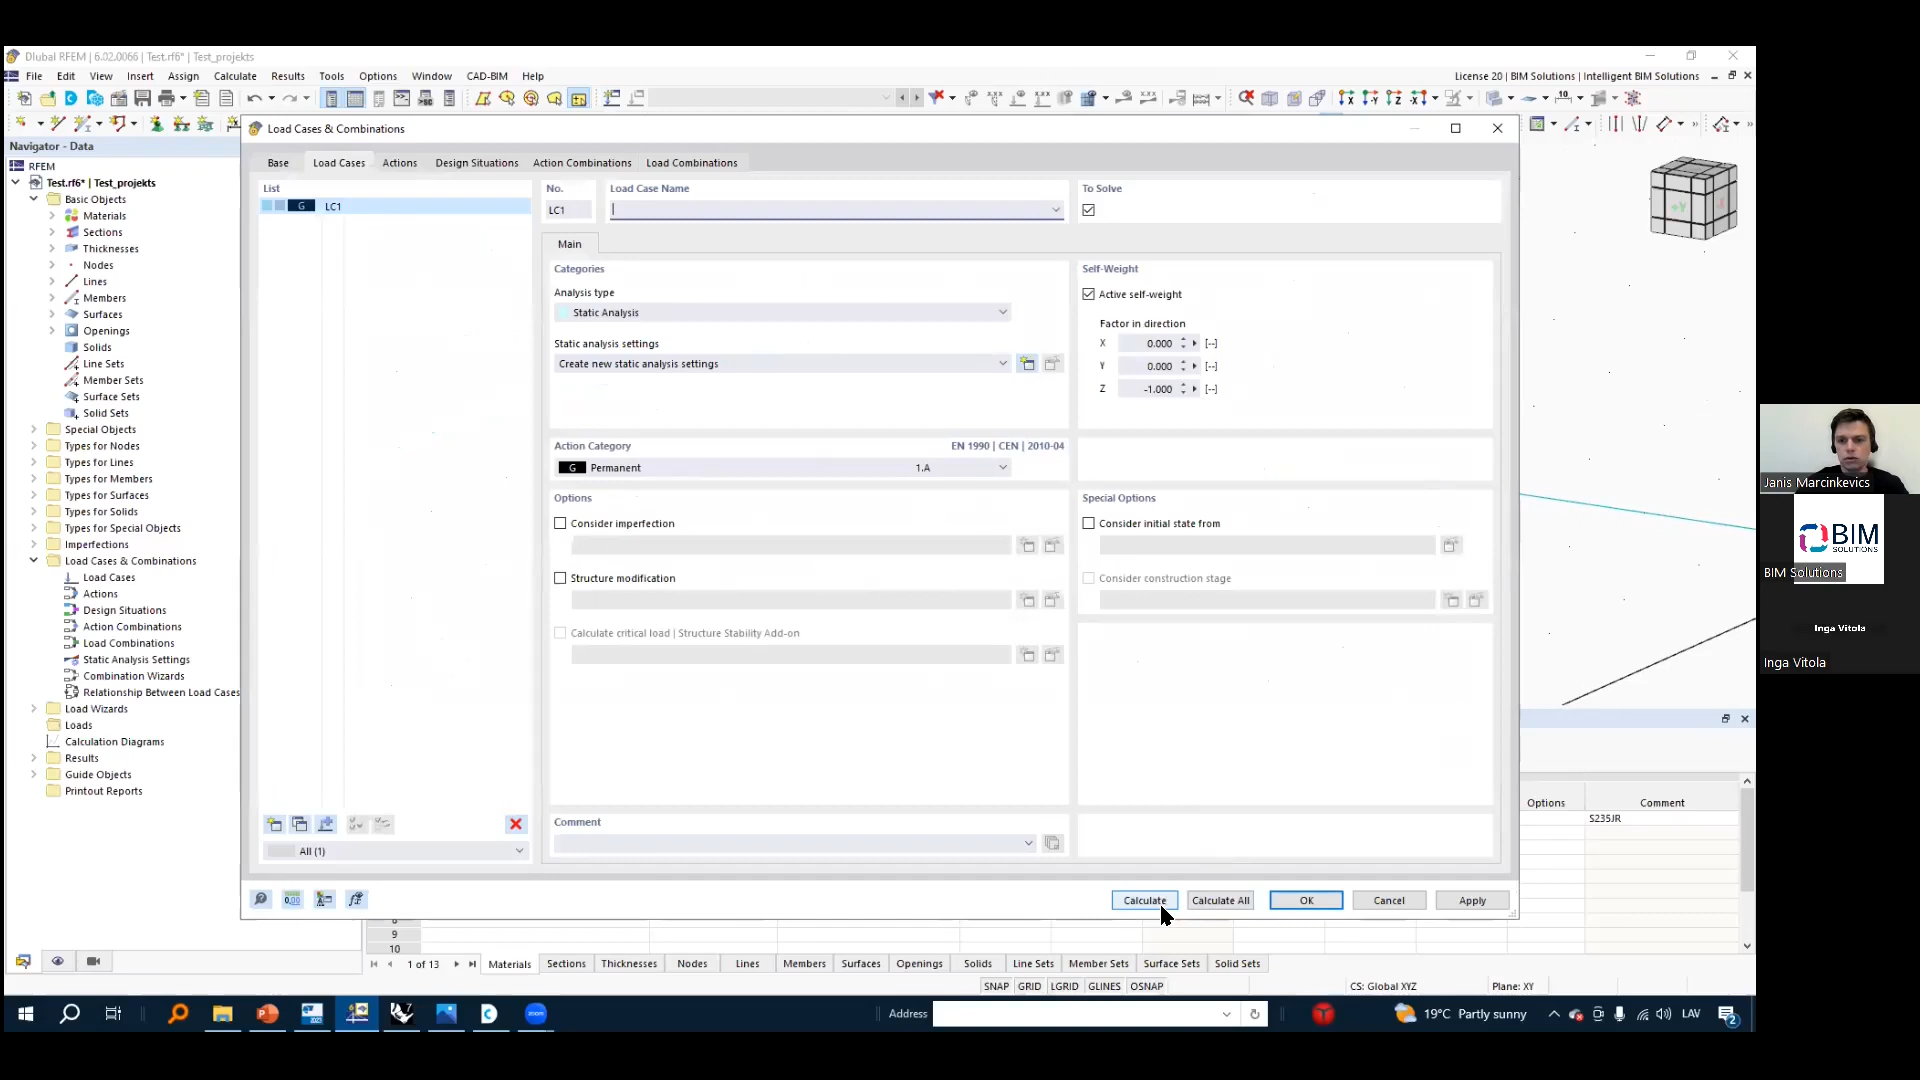 Dlubal RFEM | 6.02.0066 | Test.rf6* | Test_projekts
File Edit View Insert Assign Calculate Results Tools Options Window CAD-BIM Help
License 20 | BIM Solutions | Intelligent BIM Solutions
Navigator - Data
RFEM
Test.rf6* | Test_projekts
Basic Objects
Materials
Sections
Thicknesses
Nodes
Lines
Members
Surfaces
Openings
Solids
Line Sets
Member Sets
Surface Sets
Solid Sets
Special Objects
Types for Nodes
Types for Lines
Types for Members
Types for Surfaces
Types for Solids
Types for Special Objects
Imperfections
Load Cases & Combinations
Load Cases
Actions
Design Situations
Action Combinations
Load Combinations
Static Analysis Settings
Combination Wizards
Relationship Between Load Cases
Load Wizards
Loads
Calculation Diagrams
Results
Guide Objects
Printout Reports
Load Cases & Combinations
Base Load Cases Actions Design Situations Action Combinations Load Combinations
List
G LC1
All (1)
No.
LC1
Load Case Name
To Solve
Main
Categories
Analysis type
Static Analysis
Static analysis settings
Create new static analysis settings
Action Category EN 1990 | CEN | 2010-04
G Permanent 1.A
Options
Consider imperfection
Structure modification
Calculate critical load | Structure Stability Add-on
Comment
Self-Weight
Active self-weight
Factor in direction
X 0.000 [--]
Y 0.000 [--]
Z -1.000 [--]
Special Options
Consider initial state from
Consider construction stage
Calculate Calculate All OK Cancel Apply
+Y -X
Options Comment
S235JR
9
10
1 of 13 Materials Sections Thicknesses Nodes Lines Members Surfaces Openings Solids Line Sets Member Sets Surface Sets Solid Sets
SNAP GRID LGRID GLINES OSNAP CS: Global XYZ Plane: XY
Address
19°C Partly sunny
LAV
2
Janis Marcinkevics
BIM
SOLUTIONS
BIM Solutions
Inga Vitola
Inga Vitola